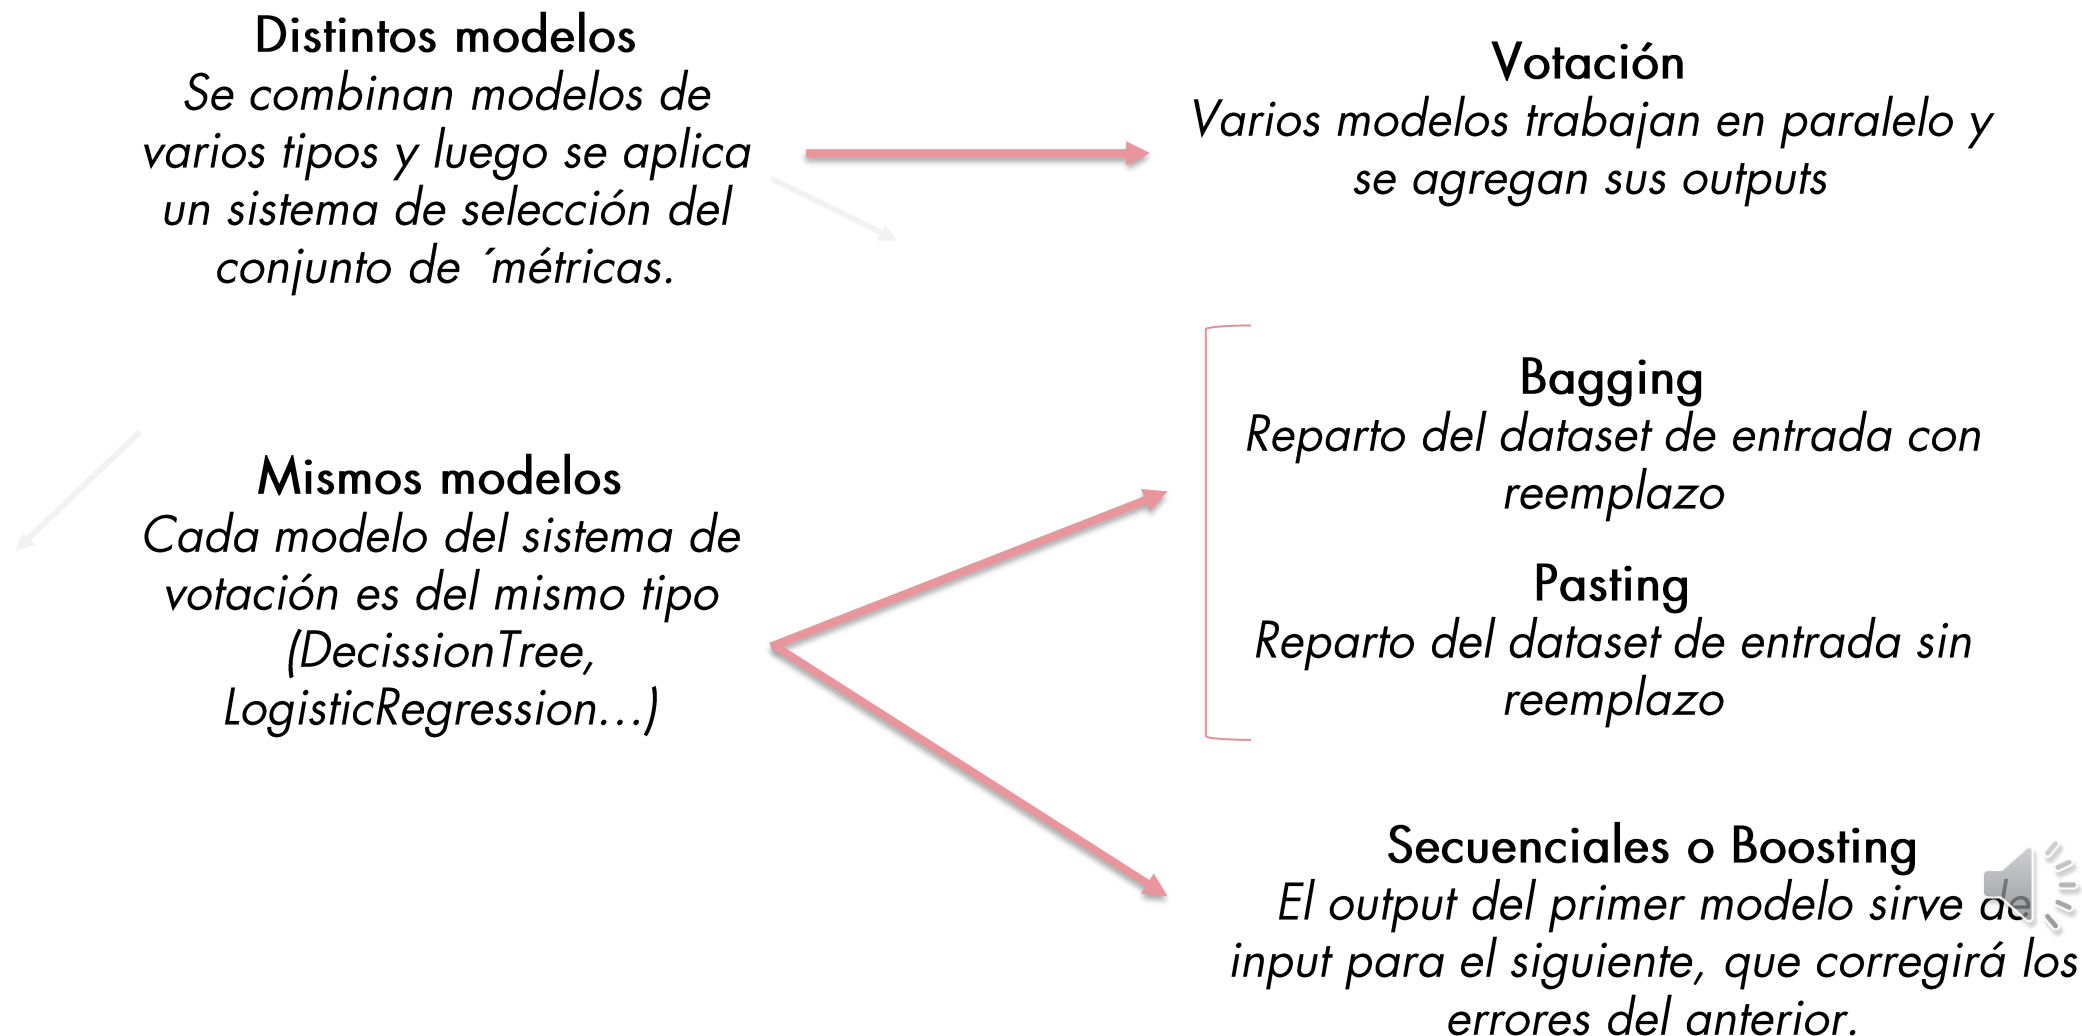 Distintos modelos
Se combinan modelos de
varios tipos y luego se aplica
un sistema de selección del
conjunto de ´métricas.
Votación
Varios modelos trabajan en paralelo y
se agregan sus outputs
Mismos modelos
Cada modelo del sistema de
votación es del mismo tipo
(DecissionTree,
LogisticRegression…)
Bagging
Reparto del dataset de entrada con
reemplazo
Pasting
Reparto del dataset de entrada sin
reemplazo
Secuenciales o Boosting
El output del primer modelo sirve de
input para el siguiente, que corregirá los
errores del anterior.